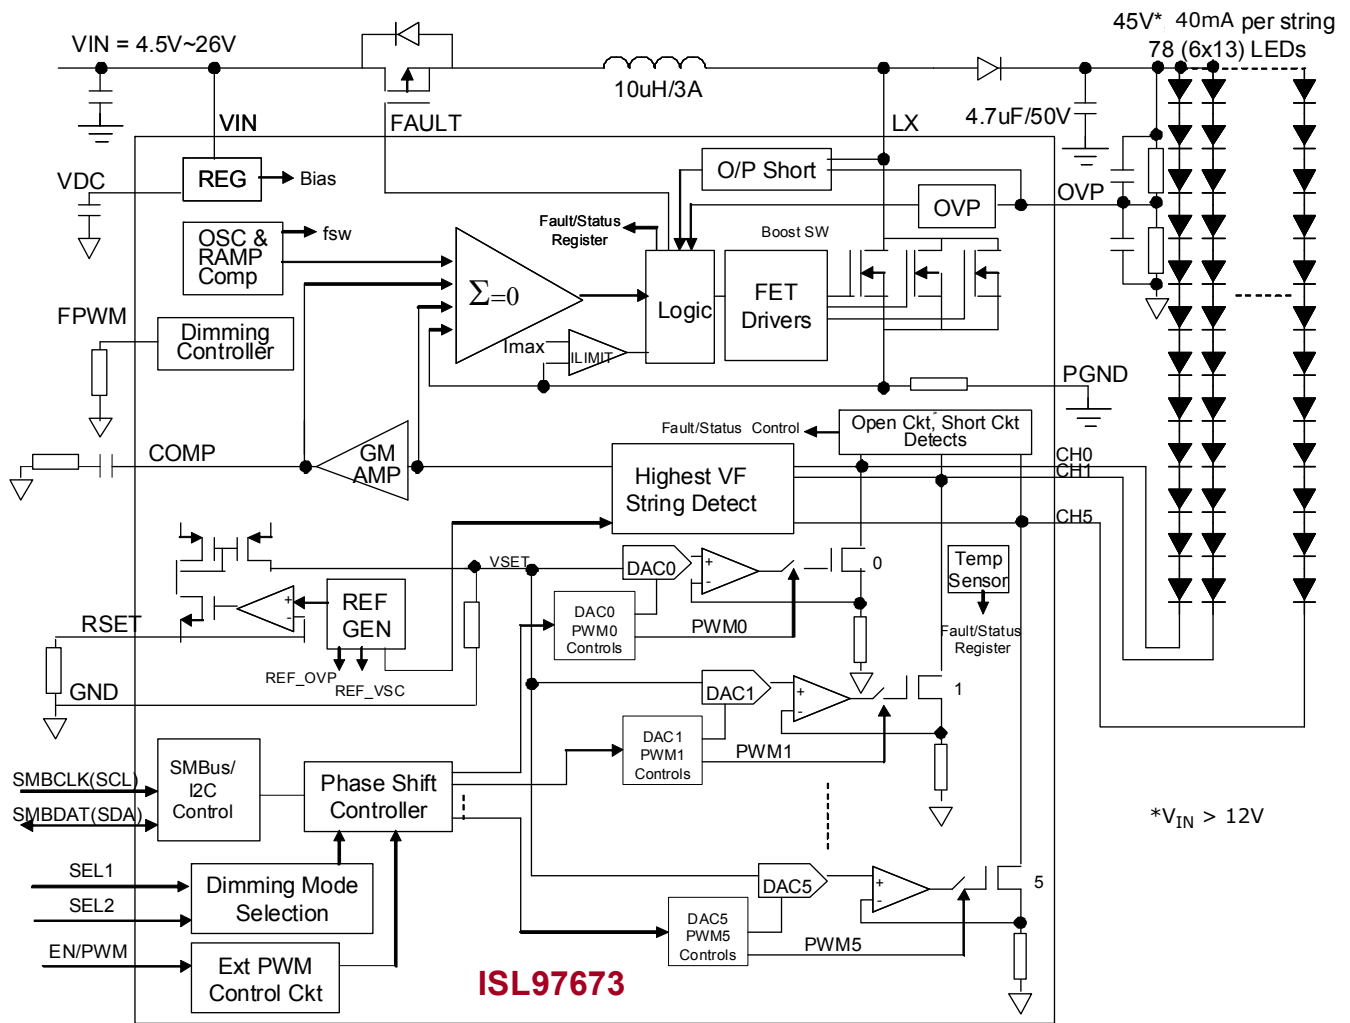 45V* 40mA per string
78 (6x13) LEDs
VIN = 4.5V~26V
10uH/3A
4.7uF/50V
VIN
FAULT
LX
O/P Short
REG
Bias
VDC
OVP
OVP
Fault/Status
Register
Boost SW
OSC &
RAMP
Comp
fsw
Σ=0
Logic
FET
Drivers
FPWM
Dimming
Controller
Imax
ILIMIT
PGND
Fault/Status Control
Open Ckt, Short Ckt
Detects
COMP
GM
AMP
Highest VF
String Detect
CH0
CH1
CH5
VSET
DAC0
+
-
0
Temp
Sensor
REF
GEN
+
-
DAC0
PWM0
Controls
PWM0
RSET
Fault/Status
Register
REF_OVP
REF_VSC
GND
DAC1
+
-
1
DAC1
PWM1
Controls
PWM1
SMBCLK(SCL)
SMBDAT(SDA)
SMBus/
I2C
Control
Phase Shift
Controller
*VIN > 12V
SEL1
SEL2
Dimming Mode
Selection
DAC5
+
-
5
DAC5
PWM5
Controls
PWM5
EN/PWM
Ext PWM
Control Ckt
ISL97673